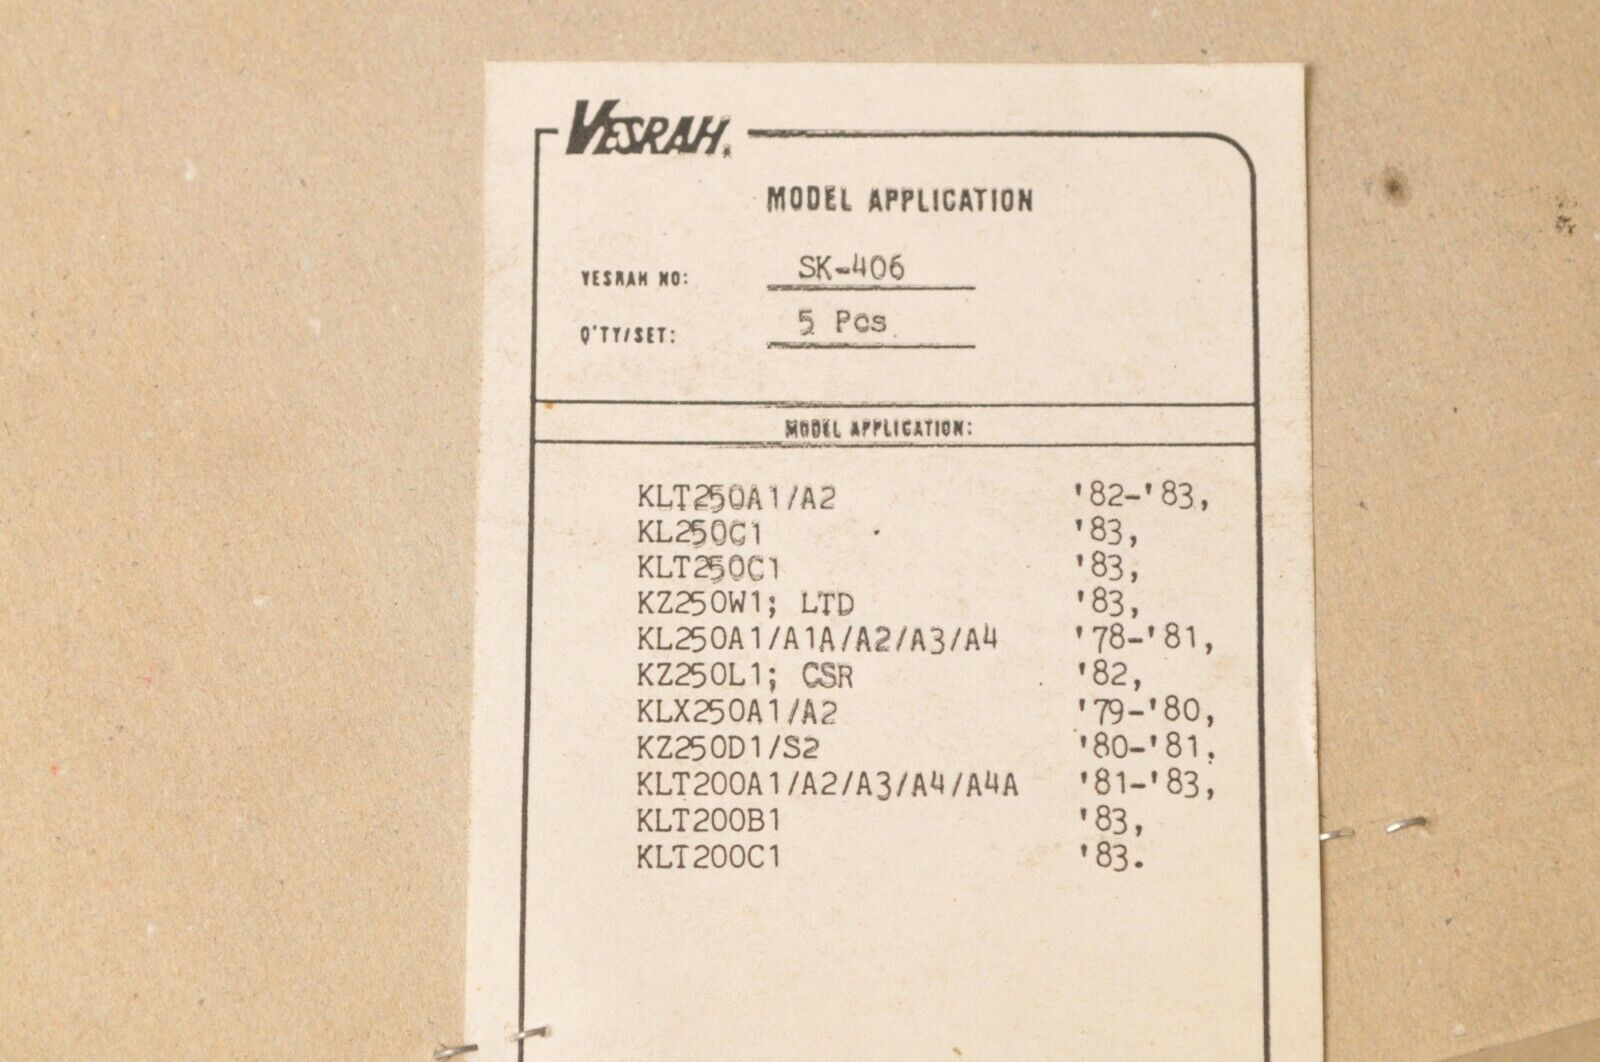 VESRAH.
MODEL APPLICATION
VESRAH NO: SK-406
Q'TY/SET: 5 Pcs
MODEL APPLICATION:
KLT250A1/A2 '82-'83,
KL250C1 '83,
KLT250C1 '83,
KZ250W1; LTD '83,
KL250A1/A1A/A2/A3/A4 '78-'81,
KZ250L1; CSR '82,
KLX250A1/A2 '79-'80,
KZ250D1/S2 '80-'81.
KLT200A1/A2/A3/A4/A4A '81-'83,
KLT200B1 '83,
KLT200C1 '83.